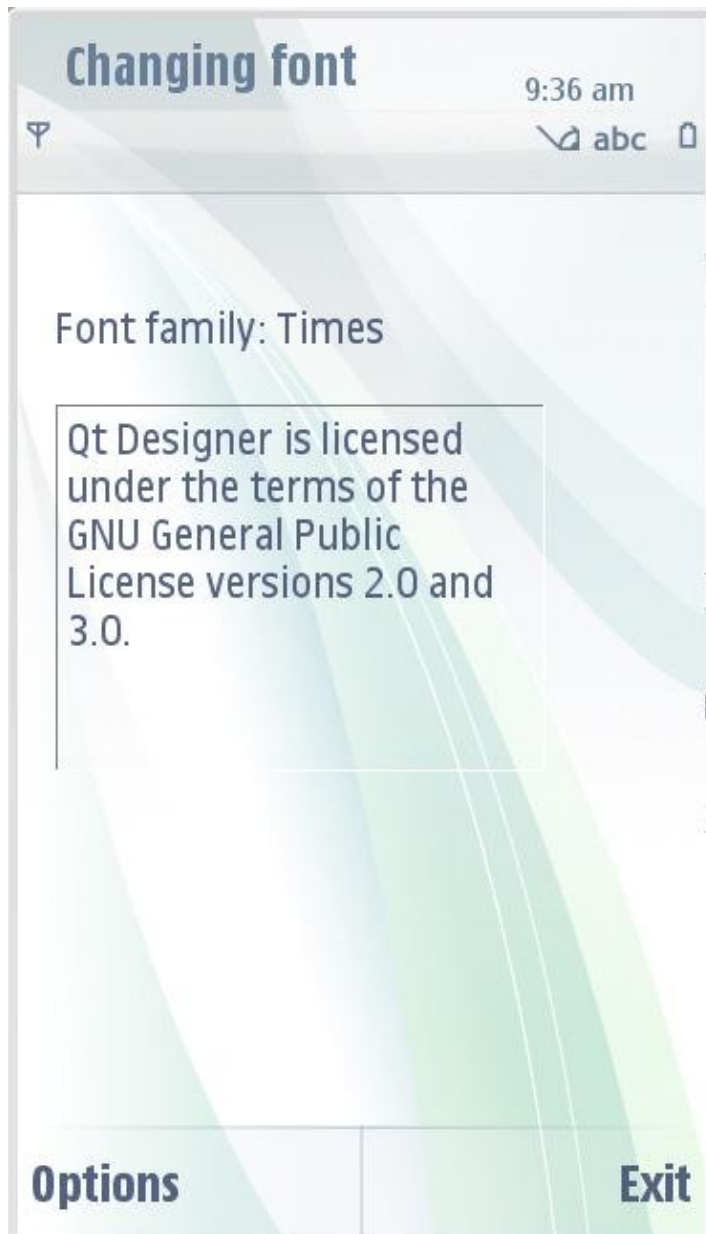 Changing font
9:36 am
abc
Font family: Times
Qt Designer is licensed
under the terms of the
GNU General Public
License versions 2.0 and
3.0.
Options
Exit